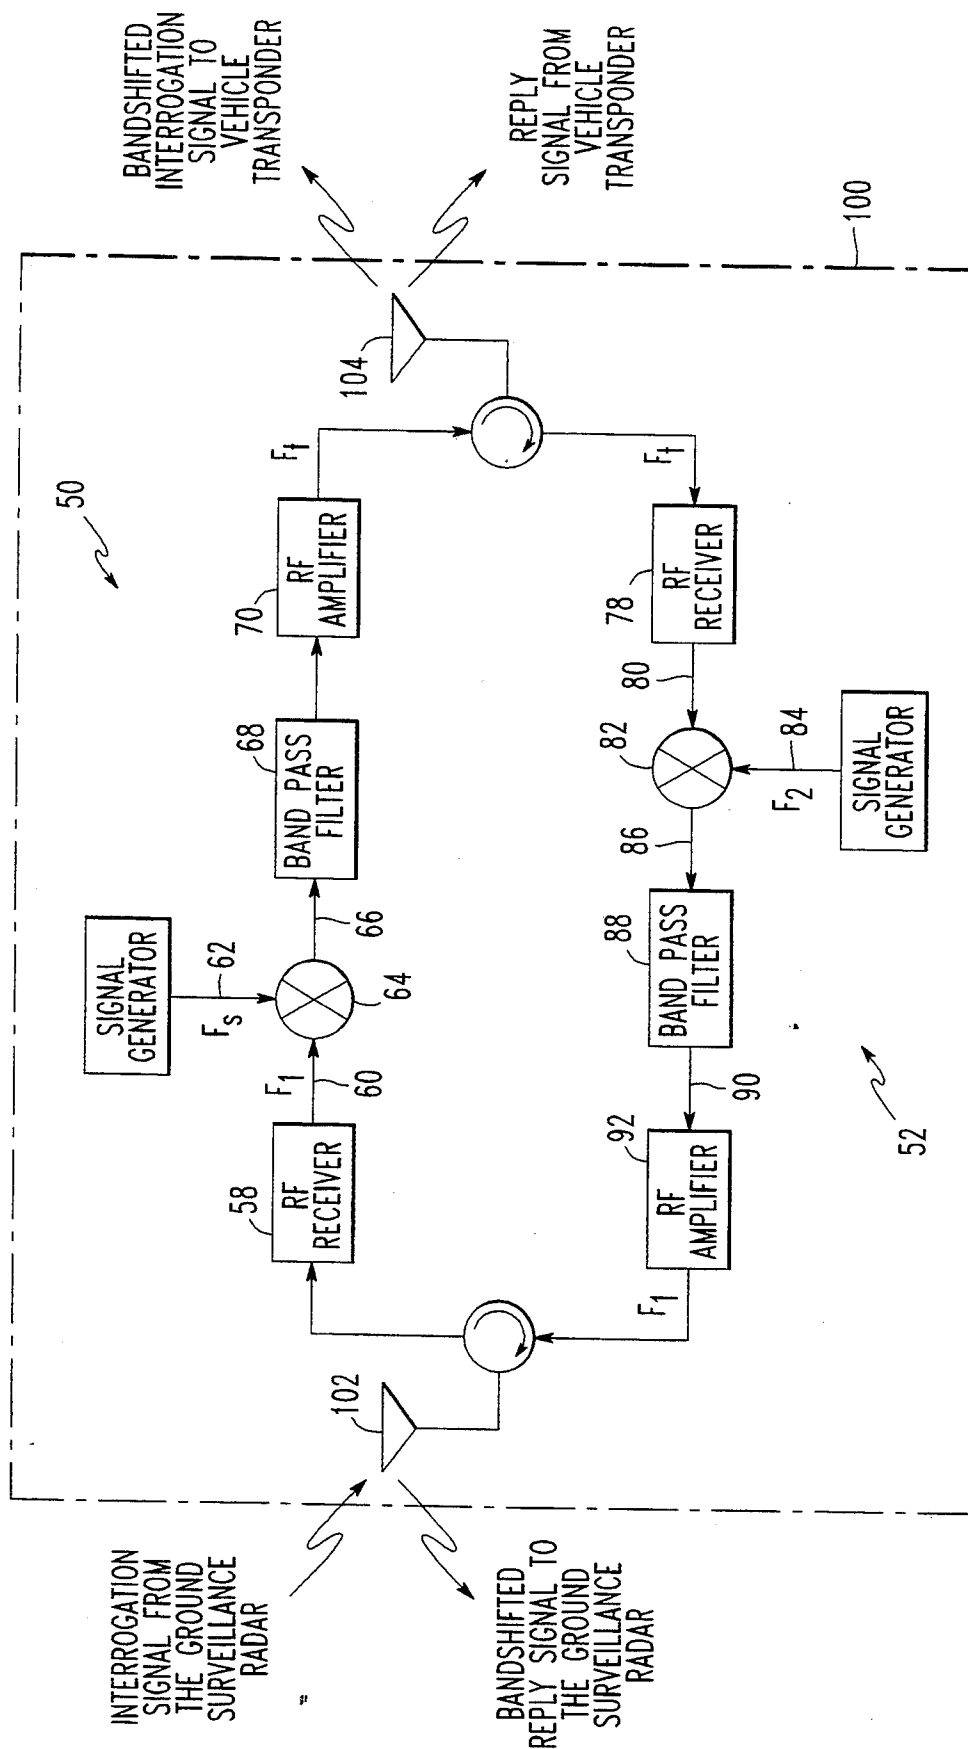 INTERROGATION
SIGNAL FROM
THE GROUND
SURVEILLANCE
RADAR
BANDSHIFTED
REPLY SIGNAL TO
THE GROUND
SURVEILLANCE
RADAR
102
58
RF
RECEIVER
F1
60
SIGNAL
GENERATOR
Fs
62
64
66
68
BAND PASS
FILTER
70
RF
AMPLIFIER
Ft
50
104
BANDSHIFTED
INTERROGATION
SIGNAL TO
VEHICLE
TRANSPONDER
REPLY
SIGNAL FROM
VEHICLE
TRANSPONDER
100
Ft
78
RF
RECEIVER
80
82
F2
84
SIGNAL
GENERATOR
86
88
BAND PASS
FILTER
90
92
RF
AMPLIFIER
F1
52